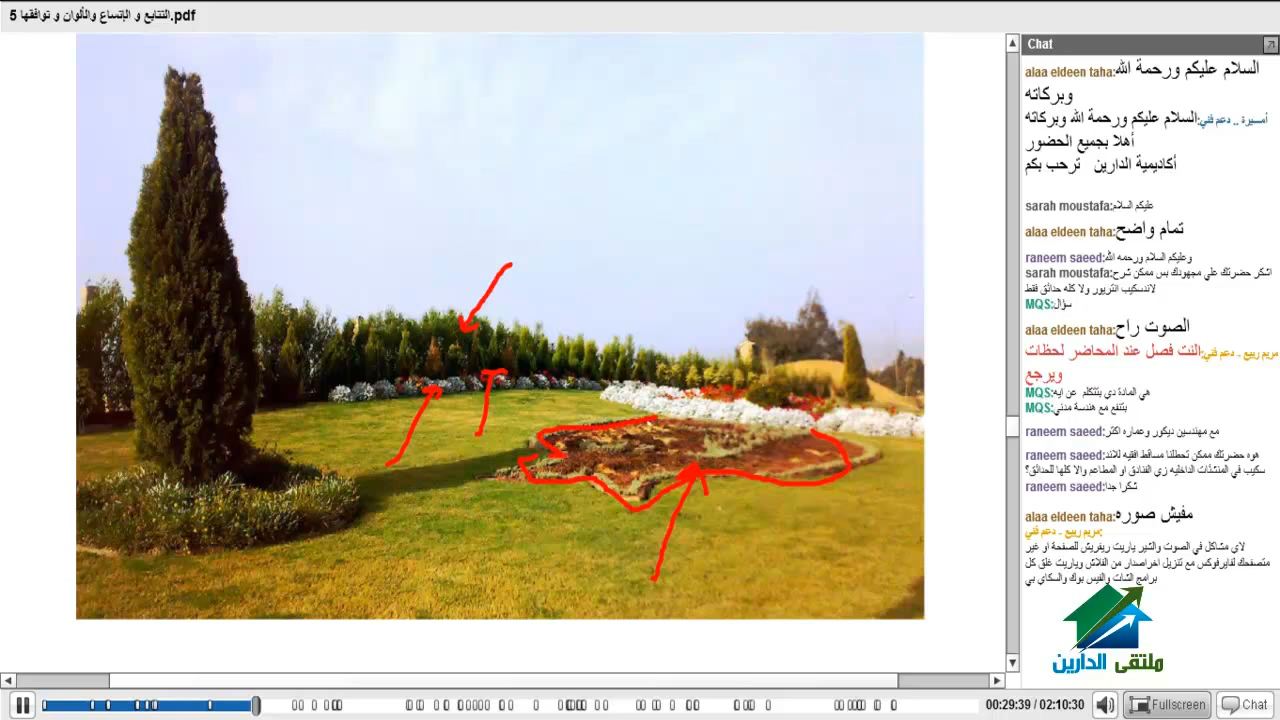 التتابع و الإتساع والألوان و توافقها 5.pdf
Chat
alaa eldeen taha:السلام عليكم ورحمة الله
وبركاته
أميرة .. دعم فني:السلام عليكم ورحمة الله وبركاته
أهلا بجميع الحضور
أكاديمية الدارين ترحب بكم
sarah moustafa:عليكم السلام
alaa eldeen taha:تمام واضح
raneem saeed:وعليكم السلام ورحمه الله
sarah moustafa:اشكر حضرتك علي مجهودك بس ممكن شرح
لاندسكيب انتريور ولا كله حدائق فقط
MQS:سؤال
alaa eldeen taha:الصوت راح
مريم ربيع - دعم فني:النت فصل عند المحاضر لحظات
ويرجع
MQS:هي المادة دي بتتكلم عن ايه
MQS:بتنفع مع هندسة مدني
raneem saeed:مع مهندسين ديكور وعماره اكتر
raneem saeed:هوه حضرتك ممكن تحطلنا مساقط افقيه للاند
سكيب في المنشئات الداخليه زي الفنادق او المطاعم والا كلها للحدائق؟
raneem saeed:شكرا جدا
alaa eldeen taha:مفيش صوره
مريم ربيع - دعم فني:
لاي مشاكل في الصوت والشير ياريت ريفريش للصفحة او غير
متصفحك لفايرفوكس مع تنزيل اخراصدار من الفلاش وياريت غلق كل
برامج الشات والفيس بوك والسكاي بي
ملتقى الدارين
00:29:39 / 02:10:30
Fullscreen
Chat